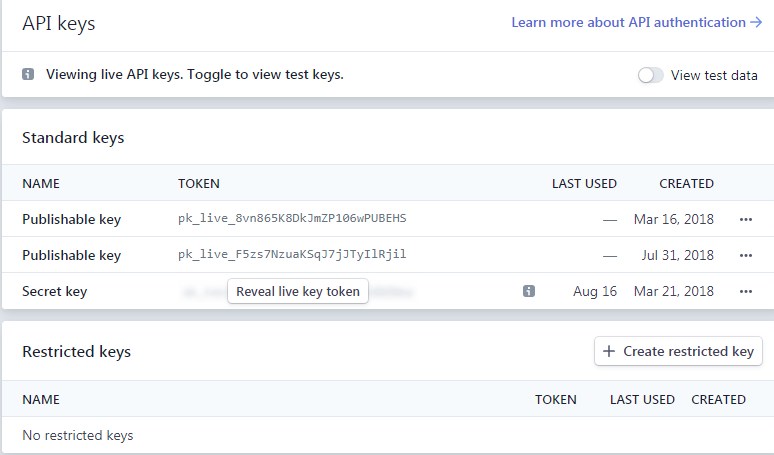 API keys
Learn more about API authentication →
Viewing live API keys. Toggle to view test keys.
View test data
Standard keys
NAME TOKEN LAST USED CREATED
Publishable key pk_live_8vn865K8DkJmZP106wPUBEHS — Mar 16, 2018
Publishable key pk_live_F5zs7NzuaKSqJ7jJTyIlRjil — Jul 31, 2018
Secret key Reveal live key token Aug 16 Mar 21, 2018
Restricted keys
+ Create restricted key
NAME TOKEN LAST USED CREATED
No restricted keys